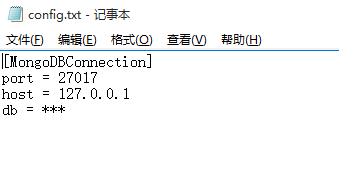 config.txt - 记事本
文件(F) 编辑(E) 格式(O) 查看(V) 帮助(H)
[MongoDBConnection]
port = 27017
host = 127.0.0.1
db = ***